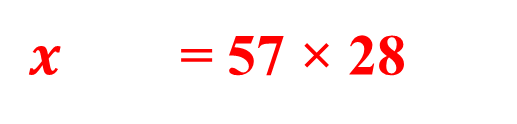 x = 57 × 28